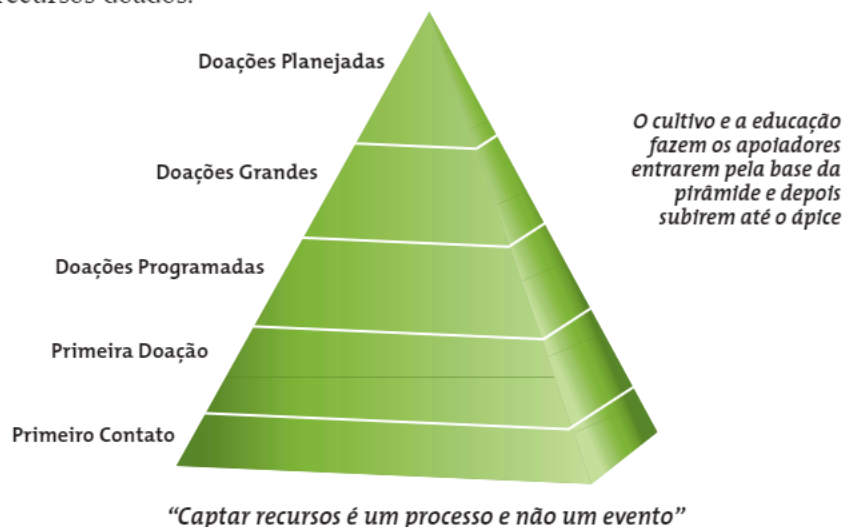 recursos doados.
Doações Planejadas
O cultivo e a educação
fazem os apoiadores
entrarem pela base da
pirâmide e depois
subirem até o ápice
Doações Grandes
Doações Programadas
Primeira Doação
Primeiro Contato
“Captar recursos é um processo e não um evento”